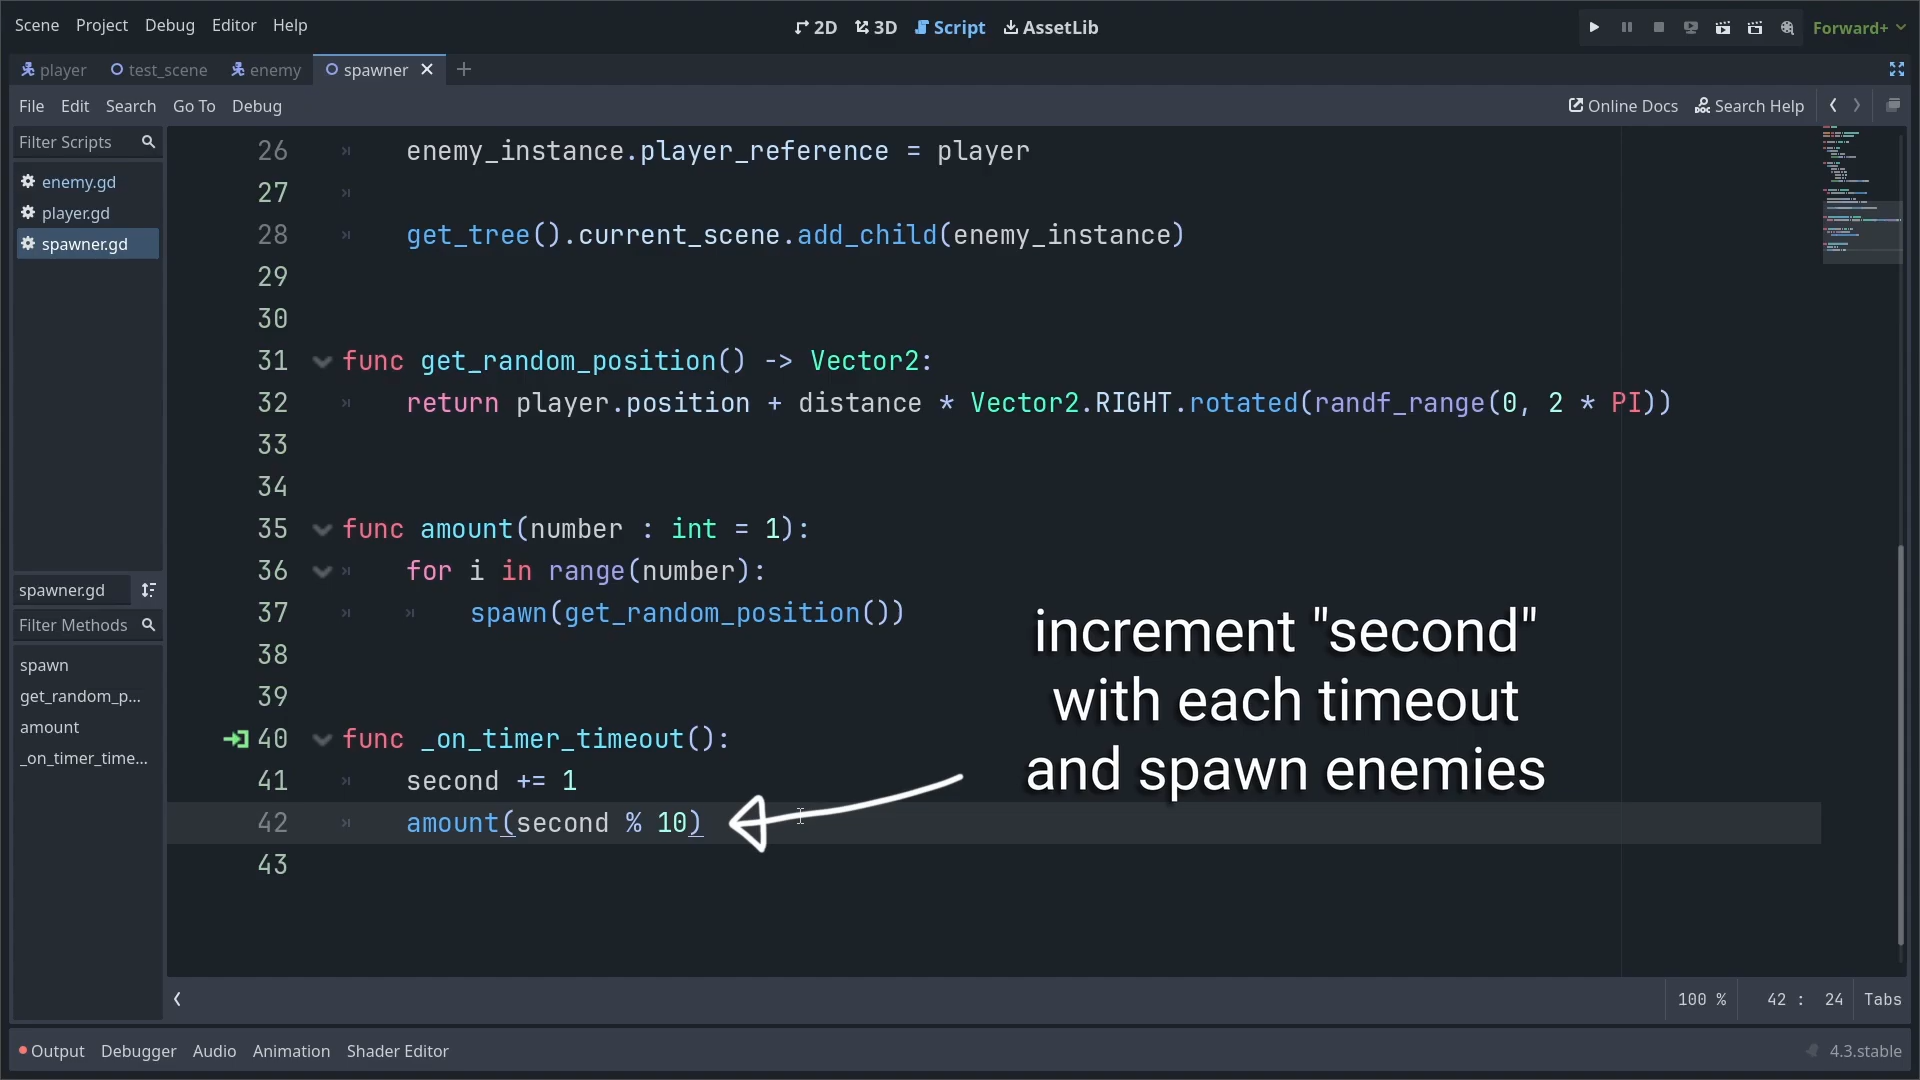 Scene Project Debug Editor Help 2D 3D Script AssetLib Forward+
player test_scene enemy spawner
File Edit Search Go To Debug Online Docs Search Help
Filter Scripts
enemy.gd
player.gd
spawner.gd
spawner.gd
Filter Methods
spawn
get_random_p...
amount
_on_timer_time...
26 enemy_instance.player_reference = player
27
28 get_tree().current_scene.add_child(enemy_instance)
29
30
31 func get_random_position() -> Vector2:
32 return player.position + distance * Vector2.RIGHT.rotated(randf_range(0, 2 * PI))
33
34
35 func amount(number : int = 1):
36 for i in range(number):
37 spawn(get_random_position())
38
39
40 func _on_timer_timeout():
41 second += 1
42 amount(second % 10)
43
increment "second"
with each timeout
and spawn enemies
100 % 42 : 24 Tabs
Output Debugger Audio Animation Shader Editor 4.3.stable